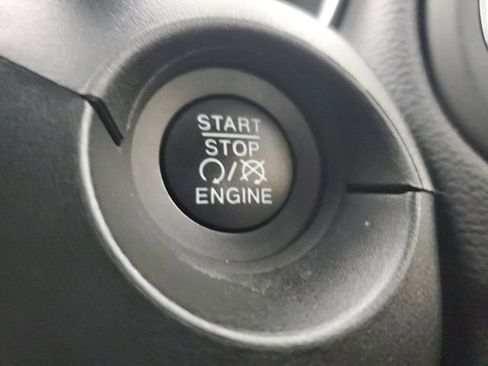 START
STOP
/
ENGINE